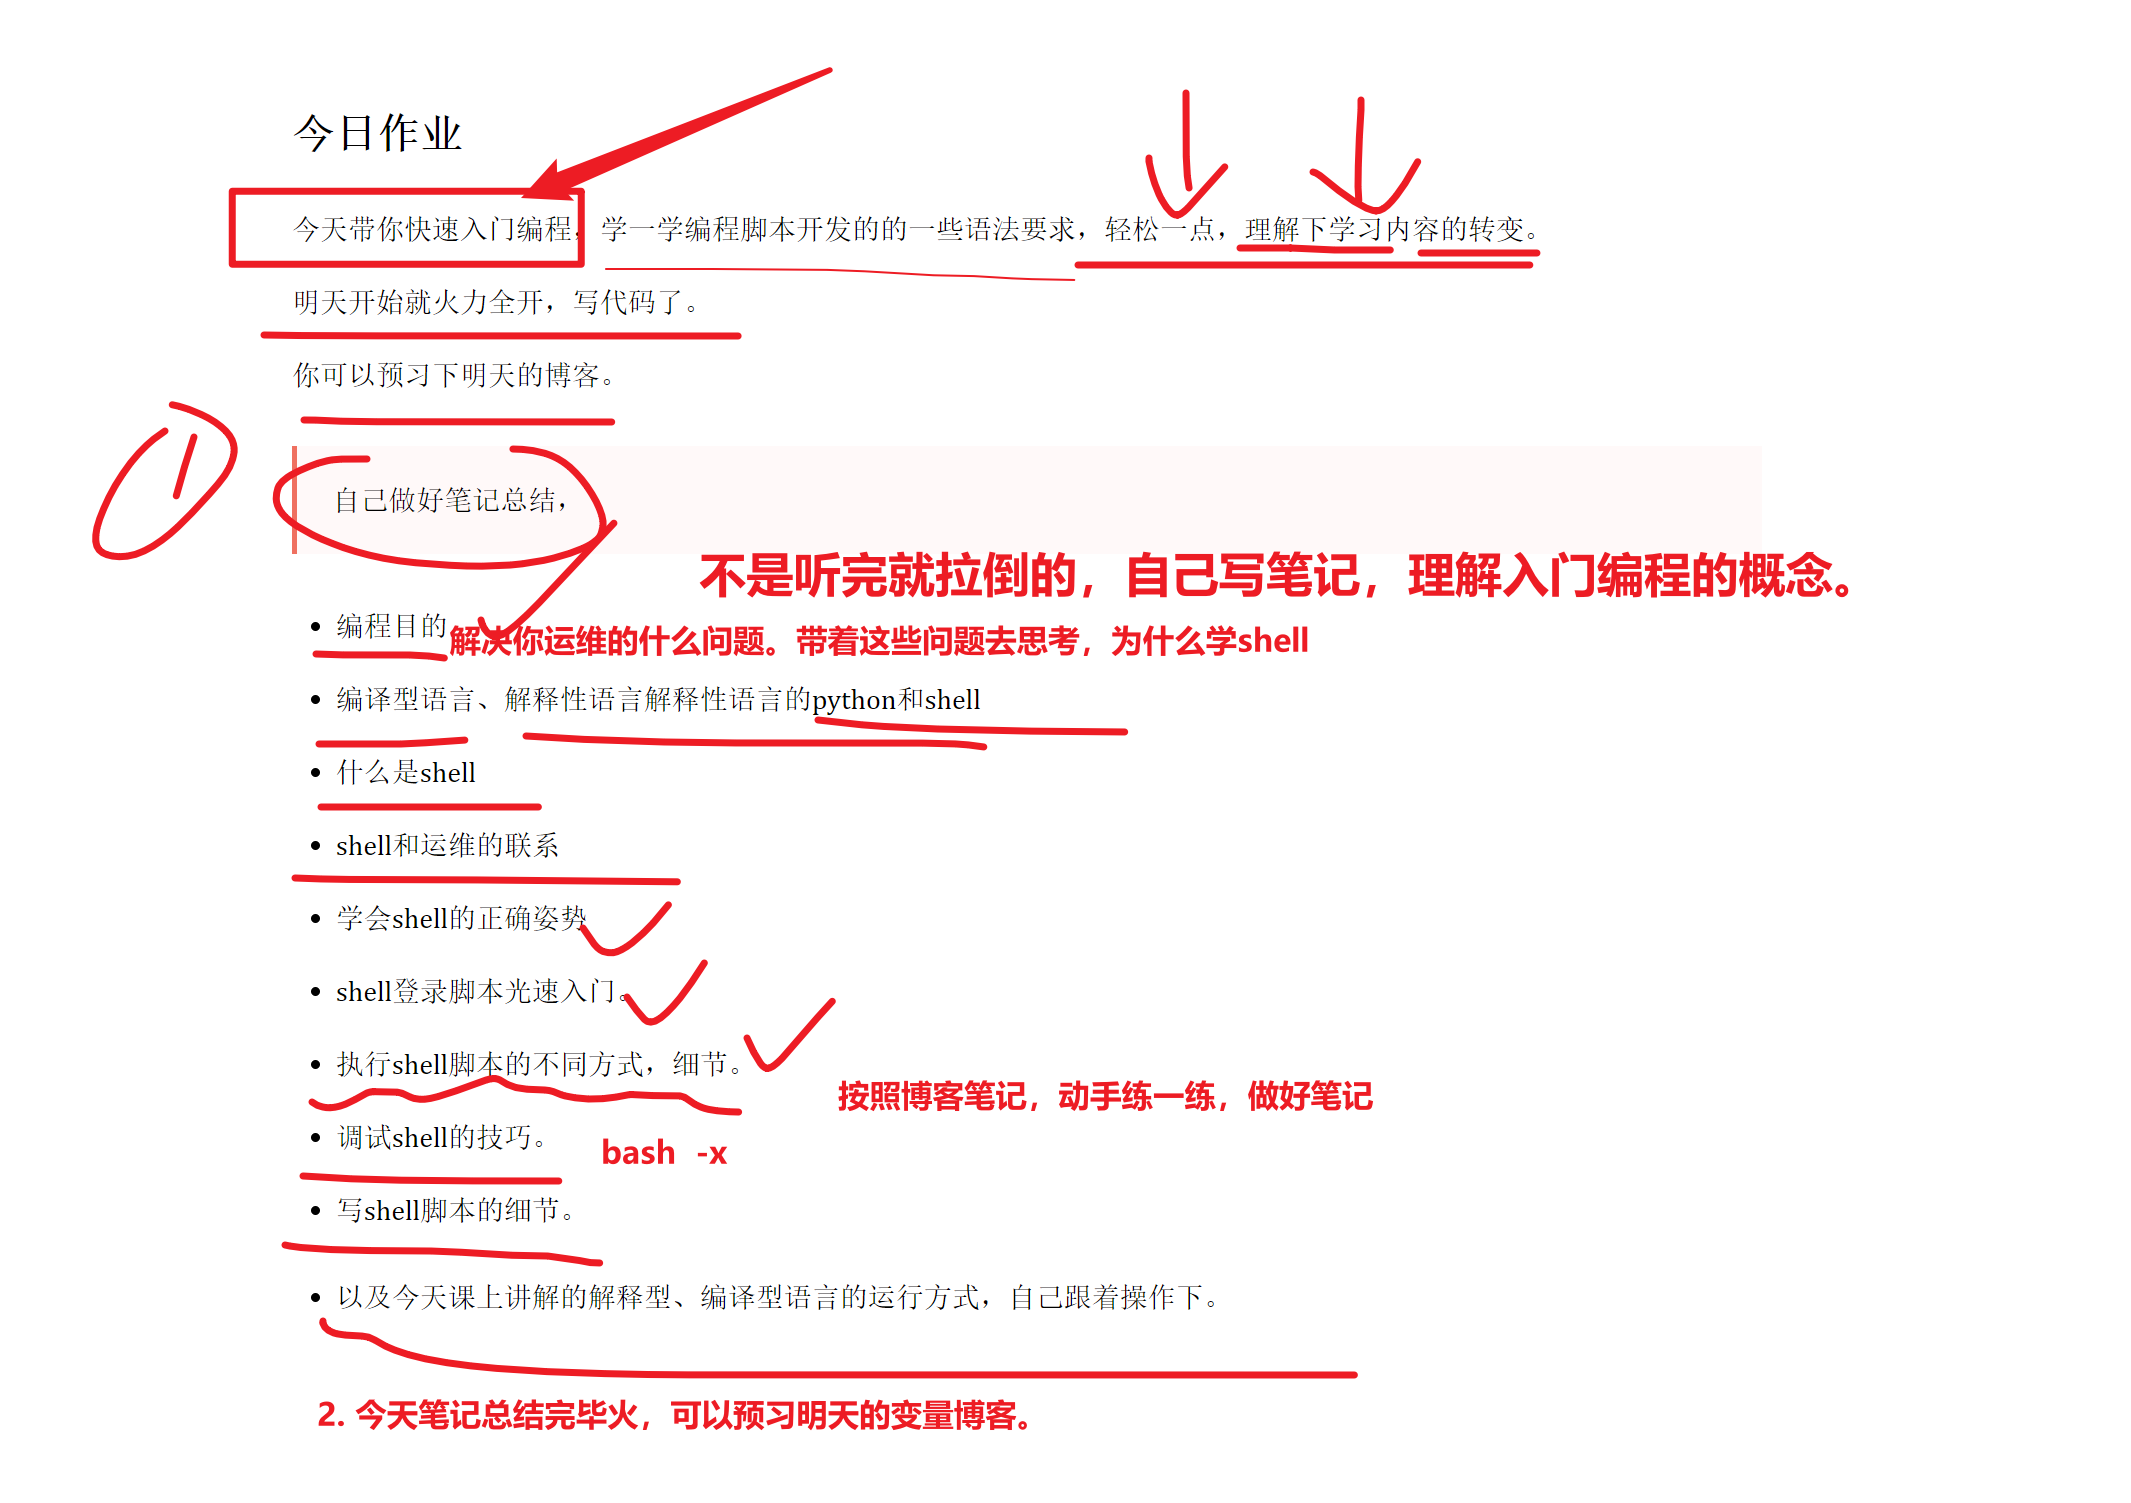 今日作业
今天带你快速入门编程，学一学编程脚本开发的的一些语法要求，轻松一点，理解下学习内容的转变。
明天开始就火力全开，写代码了。
你可以预习下明天的博客。
1
自己做好笔记总结，
不是听完就拉倒的，自己写笔记，理解入门编程的概念。
编程目的
解决你运维的什么问题。带着这些问题去思考，为什么学shell
编译型语言、解释性语言解释性语言的python和shell
什么是shell
shell和运维的联系
学会shell的正确姿势
shell登录脚本光速入门。
执行shell脚本的不同方式，细节。
按照博客笔记，动手练一练，做好笔记
调试shell的技巧。
bash -x
写shell脚本的细节。
以及今天课上讲解的解释型、编译型语言的运行方式，自己跟着操作下。
2. 今天笔记总结完毕火，可以预习明天的变量博客。